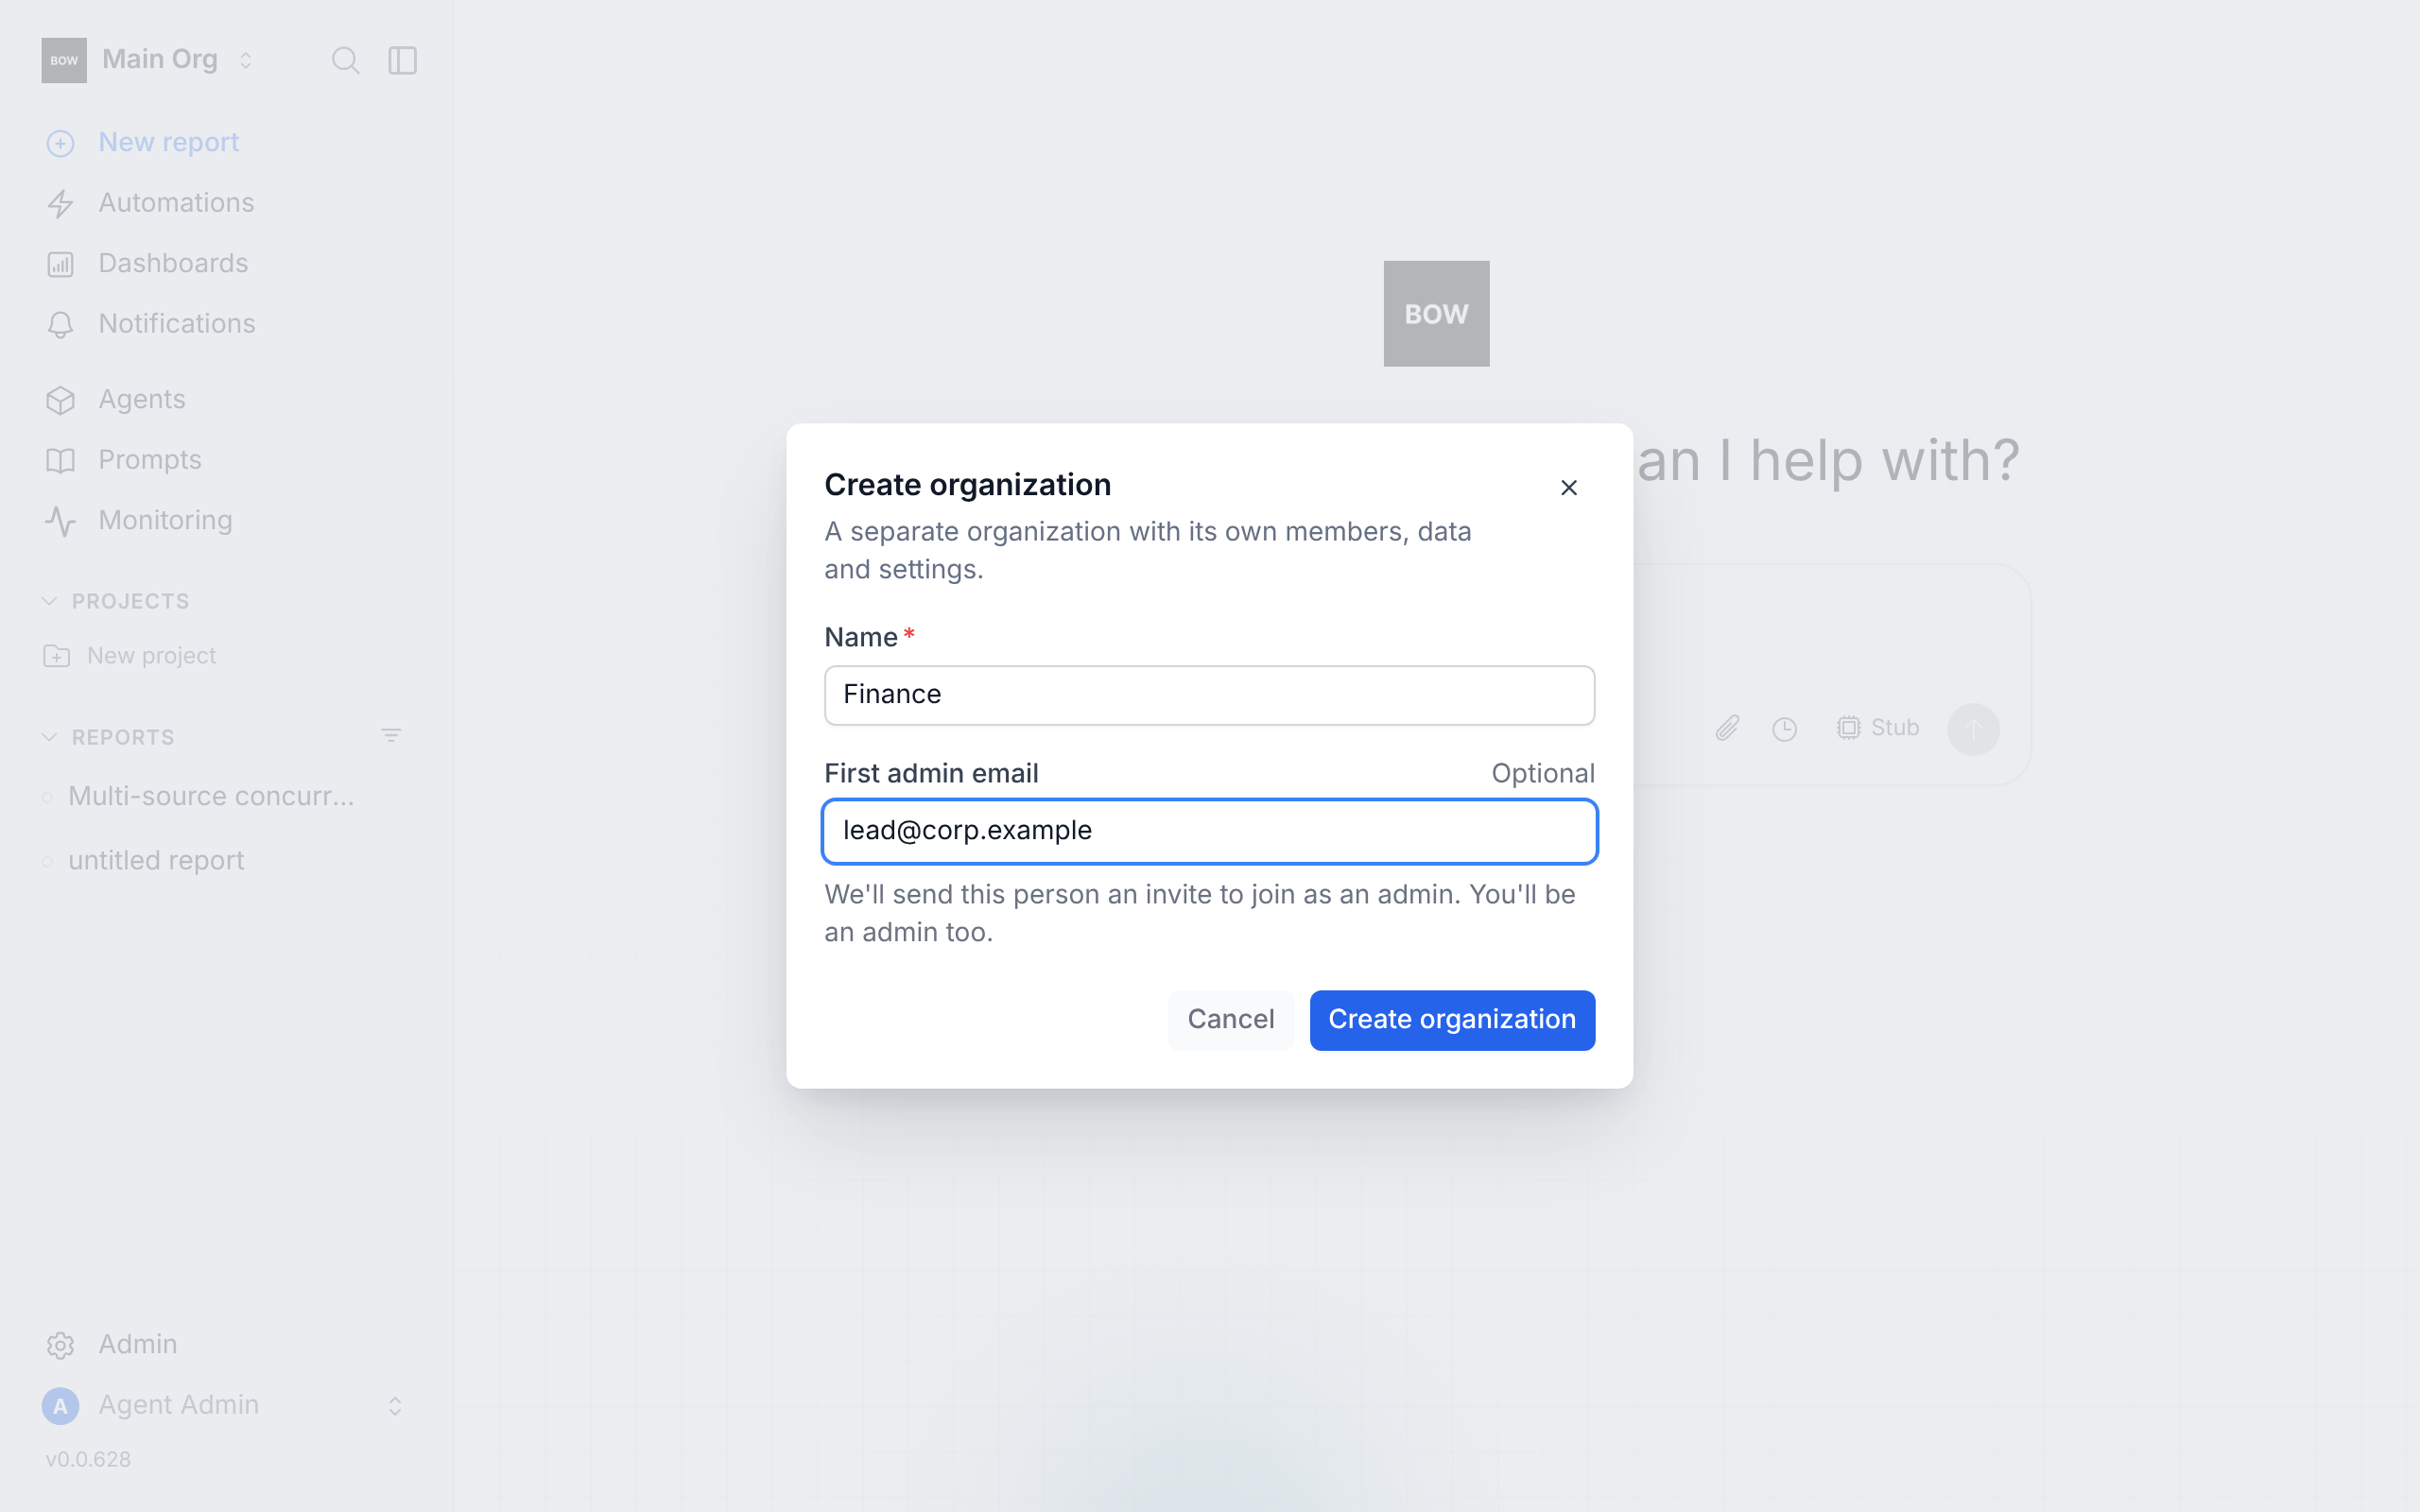 BOW
Main Org
New report
Automations
Dashboards
Notifications
Agents
Prompts
Monitoring
PROJECTS
New project
REPORTS
Multi-source concurr...
untitled report
Admin
A
Agent Admin
v0.0.628
BOW
an I help with?
Stub
Create organization
A separate organization with its own members, data
and settings.
Name*
Finance
First admin email Optional
lead@corp.example
We'll send this person an invite to join as an admin. You'll be
an admin too.
Cancel
Create organization